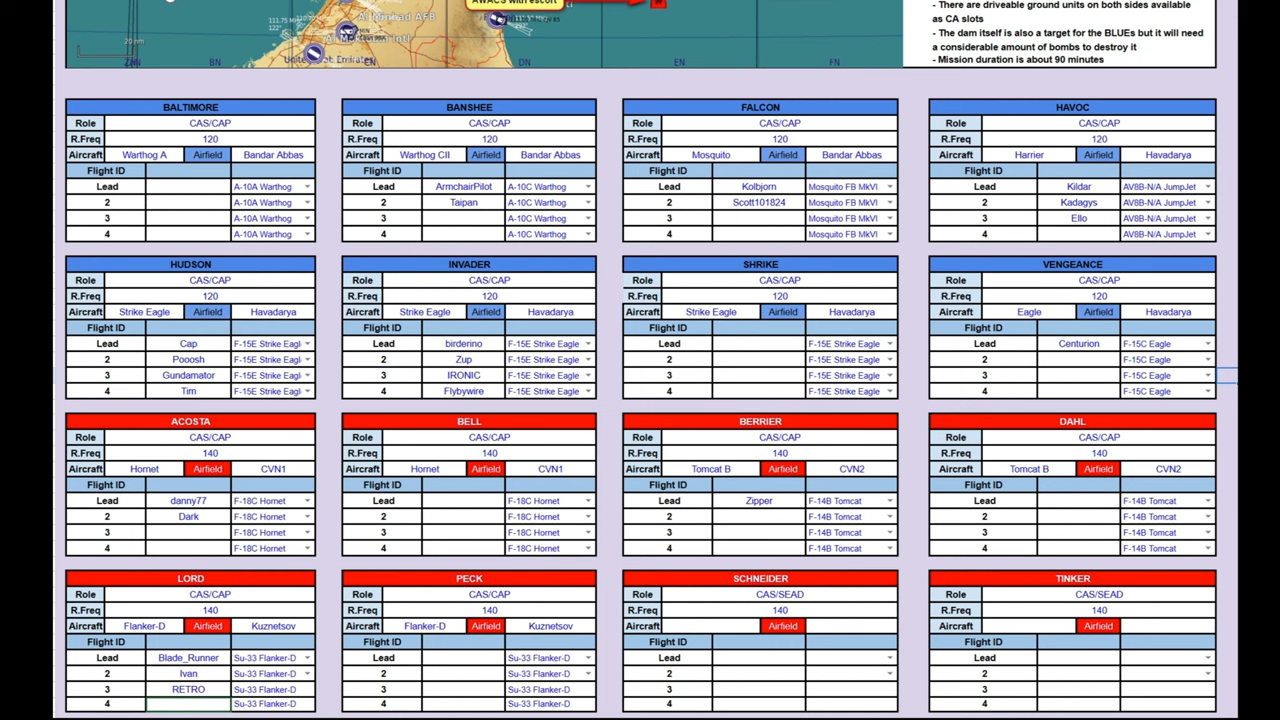 AWACS with escort
- There are driveable ground units on both sides available
as CA slots
- The dam itself is also a target for the BLUEs but it will need
a considerable amount of bombs to destroy it
- Mission duration is about 90 minutes
Al Minhad AFB
20 nm
United Arab Emirates
BN
DN
EN
FN
BALTIMORE BANSHEE FALCON HAVOC
Role CAS/CAP Role CAS/CAP Role CAS/CAP Role CAS/CAP
R.Freq 120 R.Freq 120 R.Freq 120 R.Freq 120
Aircraft Warthog A Airfield Bandar Abbas Aircraft Warthog CII Airfield Bandar Abbas Aircraft Mosquito Airfield Bandar Abbas Aircraft Harrier Airfield Havadarya
Flight ID Flight ID Flight ID Flight ID
Lead A-10A Warthog Lead ArmchairPilot A-10C Warthog Lead Kolbjorn Mosquito FB MkVI Lead Kildar AV8B-N/A JumpJet
2 A-10A Warthog 2 Taipan A-10C Warthog 2 Scott101824 Mosquito FB MkVI 2 Kadagys AV8B-N/A JumpJet
3 A-10A Warthog 3 A-10C Warthog 3 Mosquito FB MkVI 3 Ello AV8B-N/A JumpJet
4 A-10A Warthog 4 A-10C Warthog 4 Mosquito FB MkVI 4 AV8B-N/A JumpJet
HUDSON INVADER SHRIKE VENGEANCE
Role CAS/CAP Role CAS/CAP Role CAS/CAP Role CAS/CAP
R.Freq 120 R.Freq 120 R.Freq 120 R.Freq 120
Aircraft Strike Eagle Airfield Havadarya Aircraft Strike Eagle Airfield Havadarya Aircraft Strike Eagle Airfield Havadarya Aircraft Eagle Airfield Havadarya
Flight ID Flight ID Flight ID Flight ID
Lead Cap F-15E Strike Eagl Lead birderino F-15E Strike Eagle Lead F-15E Strike Eagle Lead Centurion F-15C Eagle
2 Pooosh F-15E Strike Eagl 2 Zup F-15E Strike Eagle 2 F-15E Strike Eagle 2 F-15C Eagle
3 Gundamator F-15E Strike Eagl 3 IRONIC F-15E Strike Eagle 3 F-15E Strike Eagle 3 F-15C Eagle
4 Tim F-15E Strike Eagl 4 Flybywire F-15E Strike Eagle 4 F-15E Strike Eagle 4 F-15C Eagle
ACOSTA BELL BERRIER DAHL
Role CAS/CAP Role CAS/CAP Role CAS/CAP Role CAS/CAP
R.Freq 140 R.Freq 140 R.Freq 140 R.Freq 140
Aircraft Hornet Airfield CVN1 Aircraft Hornet Airfield CVN1 Aircraft Tomcat B Airfield CVN2 Aircraft Tomcat B Airfield CVN2
Flight ID Flight ID Flight ID Flight ID
Lead danny77 F-18C Hornet Lead F-18C Hornet Lead Zipper F-14B Tomcat Lead F-14B Tomcat
2 Dark F-18C Hornet 2 F-18C Hornet 2 F-14B Tomcat 2 F-14B Tomcat
3 F-18C Hornet 3 F-18C Hornet 3 F-14B Tomcat 3 F-14B Tomcat
4 F-18C Hornet 4 F-18C Hornet 4 F-14B Tomcat 4 F-14B Tomcat
LORD PECK SCHNEIDER TINKER
Role CAS/CAP Role CAS/CAP Role CAS/SEAD Role CAS/SEAD
R.Freq 140 R.Freq 140 R.Freq 140 R.Freq 140
Aircraft Flanker-D Airfield Kuznetsov Aircraft Flanker-D Airfield Kuznetsov Aircraft Airfield Aircraft Airfield
Flight ID Flight ID Flight ID Flight ID
Lead Blade_Runner Su-33 Flanker-D Lead Su-33 Flanker-D Lead Lead
2 Ivan Su-33 Flanker-D 2 Su-33 Flanker-D 2 2
3 RETRO Su-33 Flanker-D 3 Su-33 Flanker-D 3 3
4 Su-33 Flanker-D 4 Su-33 Flanker-D 4 4